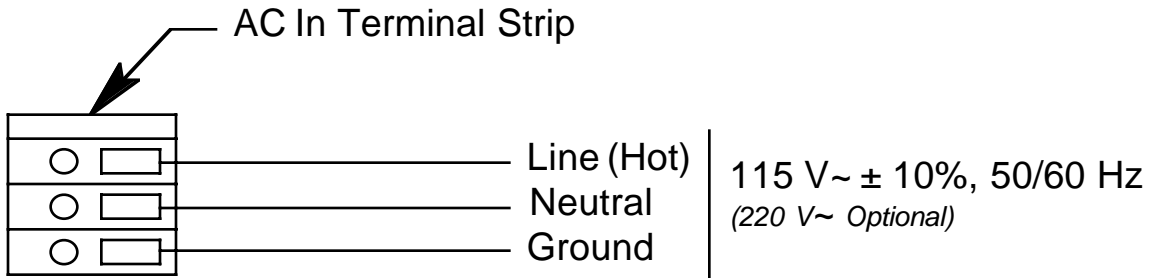 AC In Terminal Strip
Line (Hot)
Neutral
Ground
115 V~ ± 10%, 50/60 Hz
(220 V~ Optional)